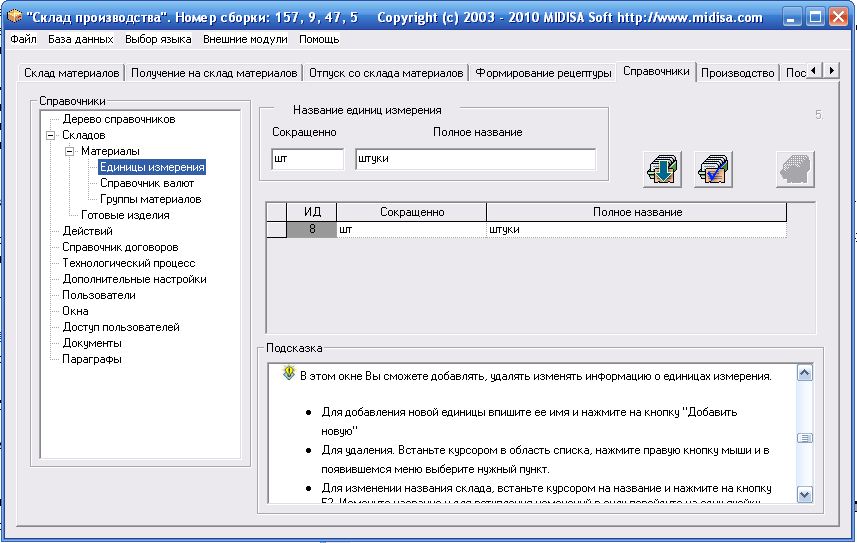 "Склад производства". Номер сборки: 157, 9, 47, 5 Copyright (c) 2003 - 2010 MIDISA Soft http://www.midisa.com
Файл База данных Выбор языка Внешние модули Помощь
Склад материалов Получение на склад материалов Отпуск со склада материалов Формирование рецептуры Справочники Производство Пос
Справочники
Дерево справочников
Складов
Материалы
Единицы измерения
Справочник валют
Группы материалов
Готовые изделия
Действий
Справочник договоров
Технологический процесс
Дополнительные настройки
Пользователи
Окна
Доступ пользователей
Документы
Параграфы
Название единиц измерения
5.
Сокращенно Полное название
шт штуки
ИД Сокращенно Полное название
8 шт штуки
Подсказка
В этом окне Вы сможете добавлять, удалять изменять информацию о единицах измерения.
● Для добавления новой единицы впишите ее имя и нажмите на кнопку "Добавить
новую"
● Для удаления. Встаньте курсором в область списка, нажмите правую кнопку мыши и в
появившемся меню выберите нужный пункт.
● Для изменении названия склада, встаньте курсором на название и нажмите на кнопку